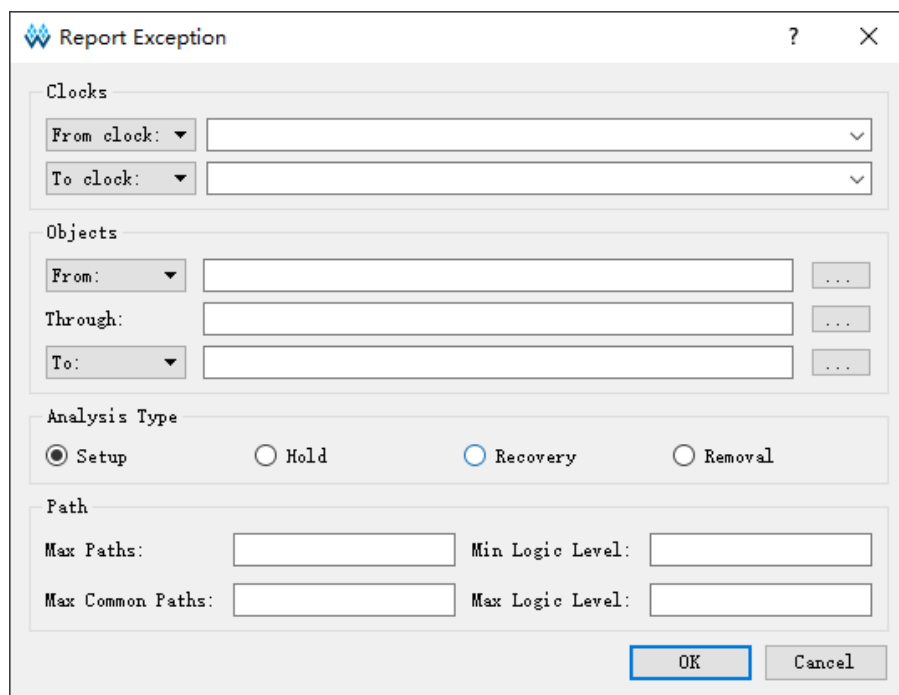 Report Exception ?
Clocks
From clock:
To clock:
Objects
From: ...
Through: ...
To: ...
Analysis Type
Setup Hold Recovery Removal
Path
Max Paths: Min Logic Level:
Max Common Paths: Max Logic Level:
OK Cancel